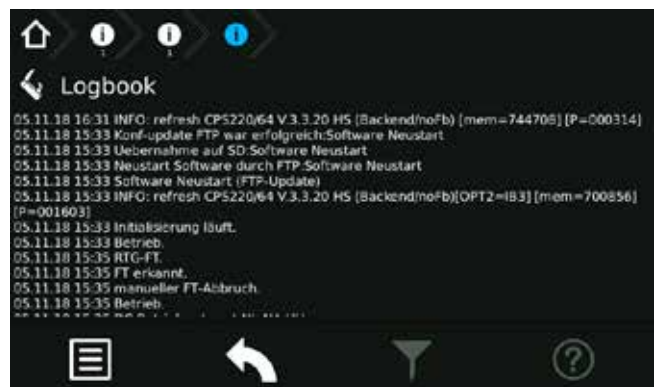 1
1
Logbook
05.11.18 16:31 INFO: refresh CPS220/64 V.3.3.20 HS [Backend/noFb) [mem=744708] [P=000314]
05.11.18 15:33 Konf-update FTP war erfolgreich:Software Neustart
05.11.18 15:33 Uebernahme auf SD:Software Neustart
05.11.18 15:33 Neustart Software durch FTP:Software Neustart
05.11.18 15:33 Software Neustart (FTP-Update)
05.11.18 15:33 INFO: refresh CPS220/64 V.3.3.20 HS (Backend/noFb)[OPT2=IB3] [mem=700856]
[P=001603]
05.11.18 15:33 Initialisierung läuft.
05.11.18 15:33 Betrieb.
05.11.18 15:35 RTG-FT.
05.11.18 15:35 FT erkannt.
05.11.18 15:35 manueller FT-Abbruch.
05.11.18 15:35 Betrieb.